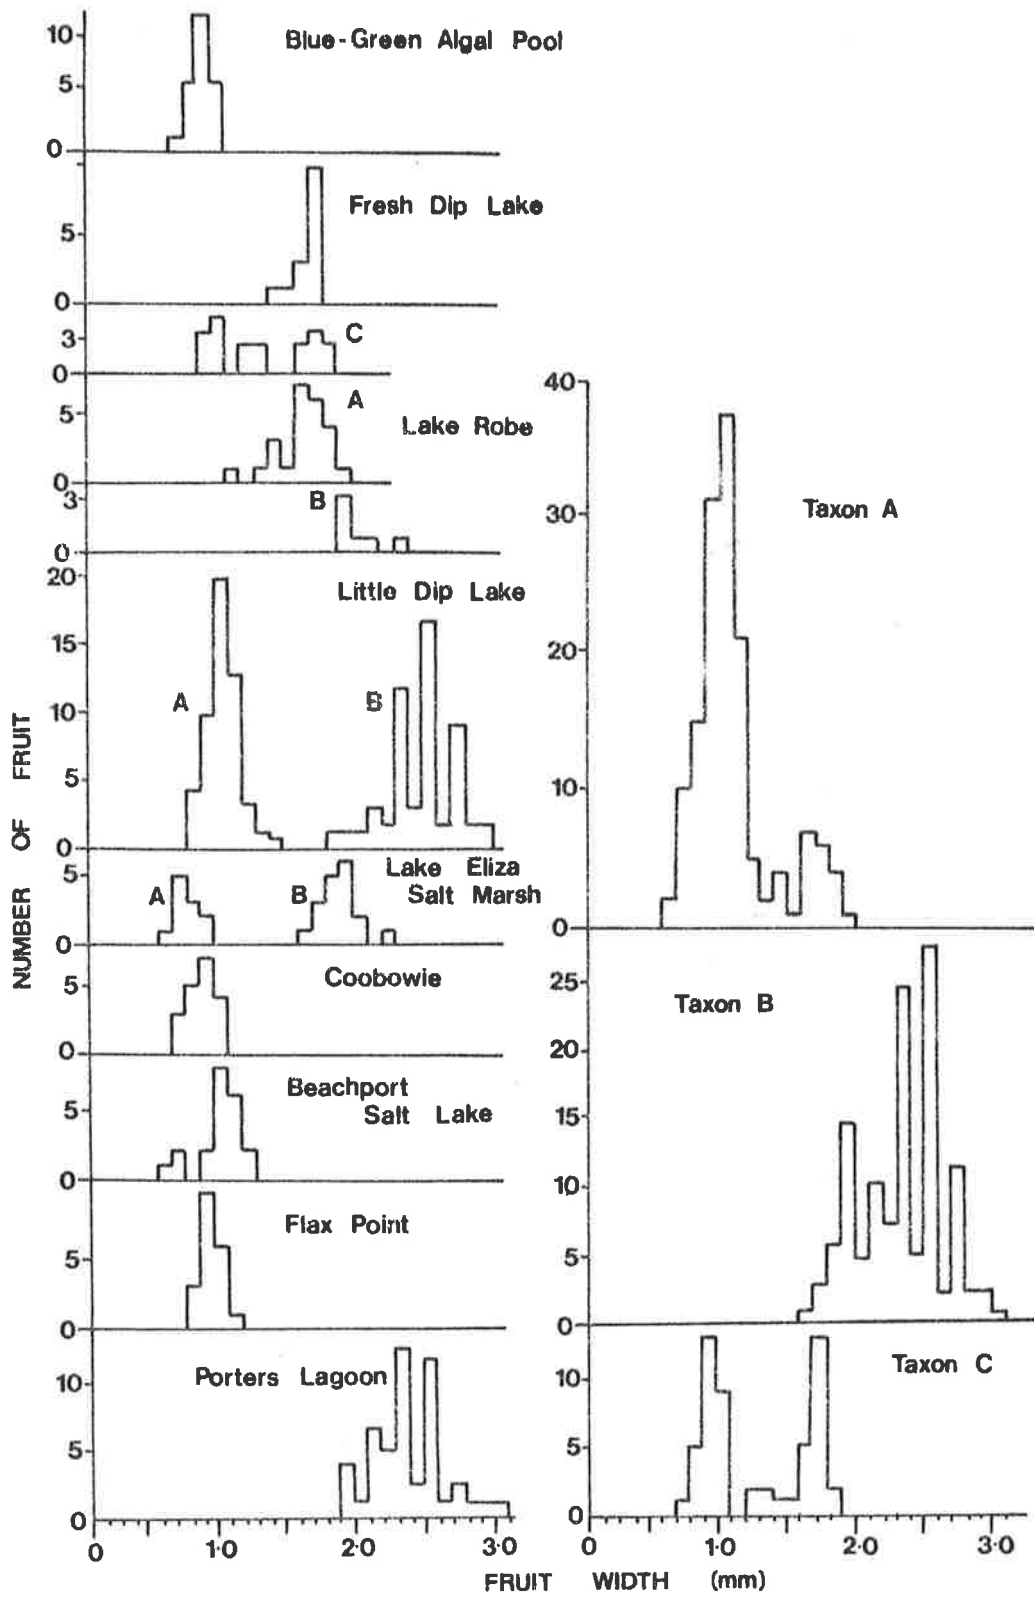 10
Blue-Green Algal Pool
5
0
Fresh Dip Lake
5
0
3
C
0
A
5
Lake Robe
0
3
B
0
20
Little Dip Lake
15
A
B
10
5
0
Lake Eliza
Salt Marsh
5
A
B
0
Coobowie
5
0
Beachport
Salt Lake
5
0
Flax Point
5
0
Porters Lagoon
10
5
0
0 1·0 2·0 3·0
NUMBER OF FRUIT
40
30
Taxon A
20
10
0
25
Taxon B
20
15
10
5
0
Taxon C
10
5
0
0 1·0 2·0 3·0
FRUIT WIDTH (mm)